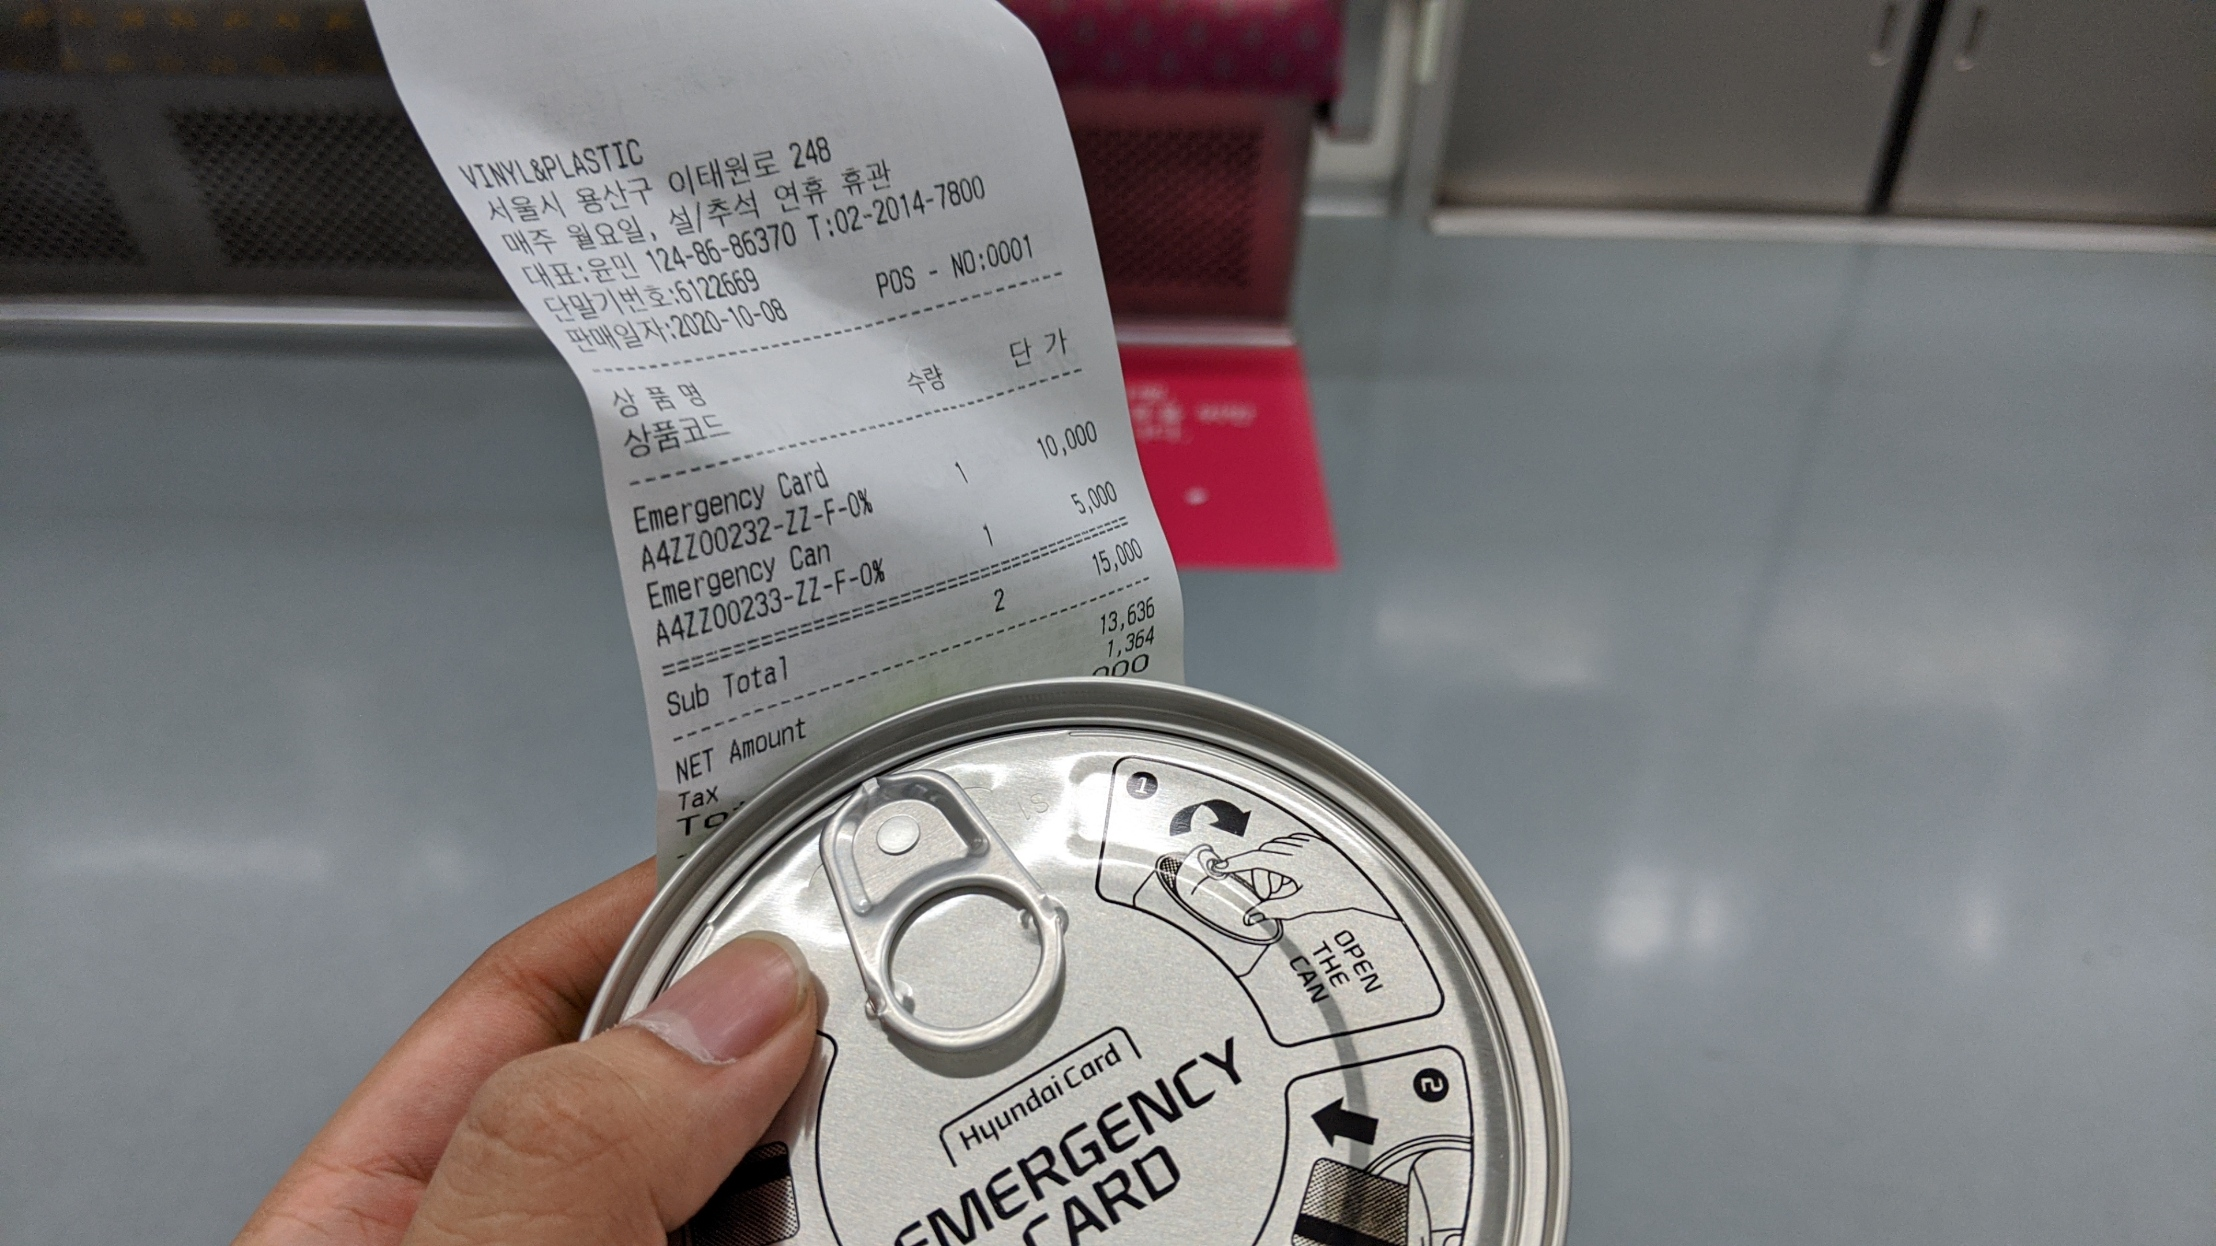 VINYL&PLASTIC
서울시 용산구 이태원로 248
매주 월요일, 설/추석 연휴 휴관
대표:윤민 124-86-86370 T:02-2014-7800
단말기번호:6122669
판매일자:2020-10-08 POS - NO:0001
상 품 명 수량 단 가
상품코드
Emergency Card 1 10,000
A4ZZ00232-ZZ-F-0%
Emergency Can 1 5,000
A4ZZ00233-ZZ-F-0%
Sub Total 2 15,000
NET Amount 13,636
Tax 1,364
1
OPEN
THE
CAN
2
HyundaiCard
EMERGENCY
CARD